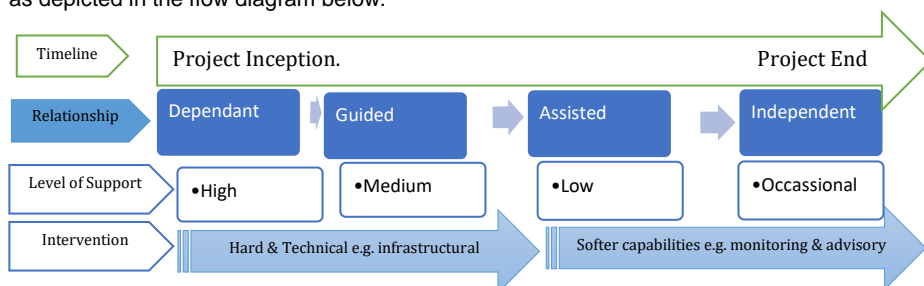 as depicted in the flow diagram below.
Timeline
Project Inception.
Project End
Relationship
Dependant
Guided
Assisted
Independent
Level of Support
•High
•Medium
•Low
•Occassional
Intervention
Hard & Technical e.g. infrastructural
Softer capabilities e.g. monitoring & advisory